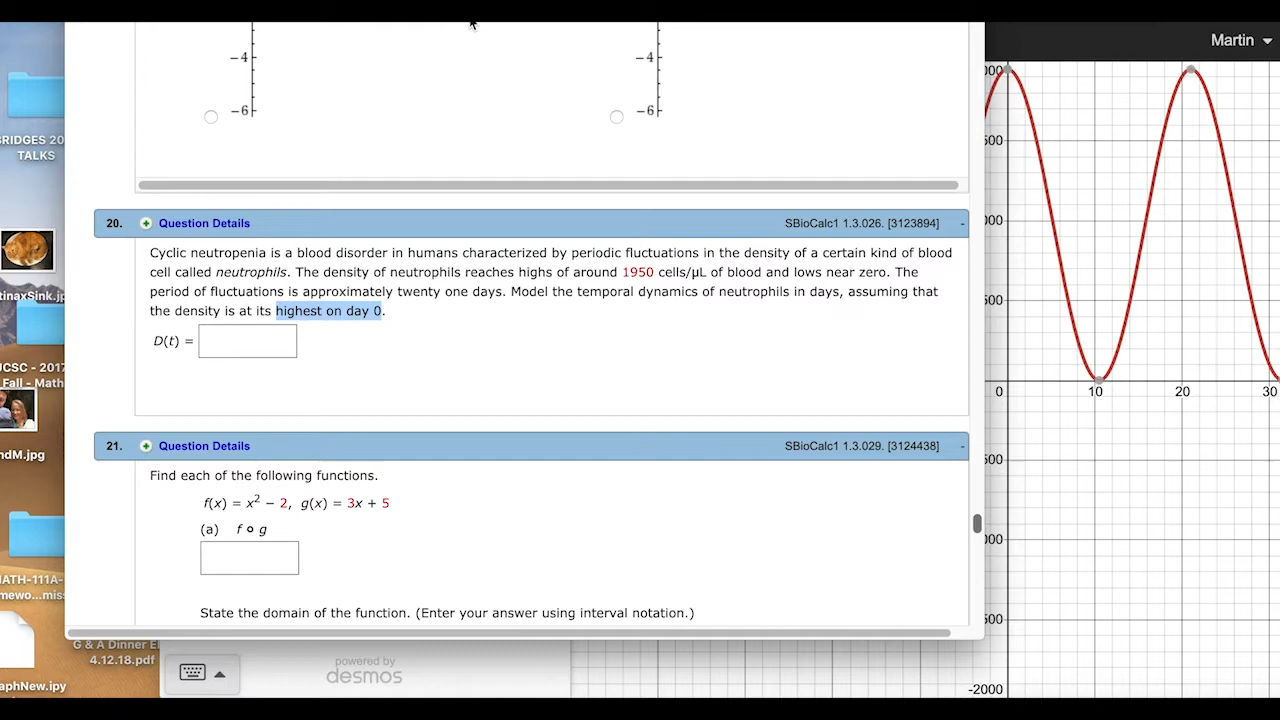 Martin
−4
−4
−6
−6
20.
Question Details
SBioCalc1 1.3.026. [3123894]
-
Cyclic neutropenia is a blood disorder in humans characterized by periodic fluctuations in the density of a certain kind of blood
cell called neutrophils. The density of neutrophils reaches highs of around 1950 cells/µL of blood and lows near zero. The
period of fluctuations is approximately twenty one days. Model the temporal dynamics of neutrophils in days, assuming that
the density is at its highest on day 0.
D(t) =
21.
Question Details
SBioCalc1 1.3.029. [3124438]
-
Find each of the following functions.
f(x) = x² − 2, g(x) = 3x + 5
(a) f o g
State the domain of the function. (Enter your answer using interval notation.)
0
10
20
30
-2000
powered by
desmos
BRIDGES 20
TALKS
tinaxSink.jp
JCSC - 2017
Fall - Math
ndM.jpg
G & A Dinner
4.12.18.pdf
aphNew.ipy